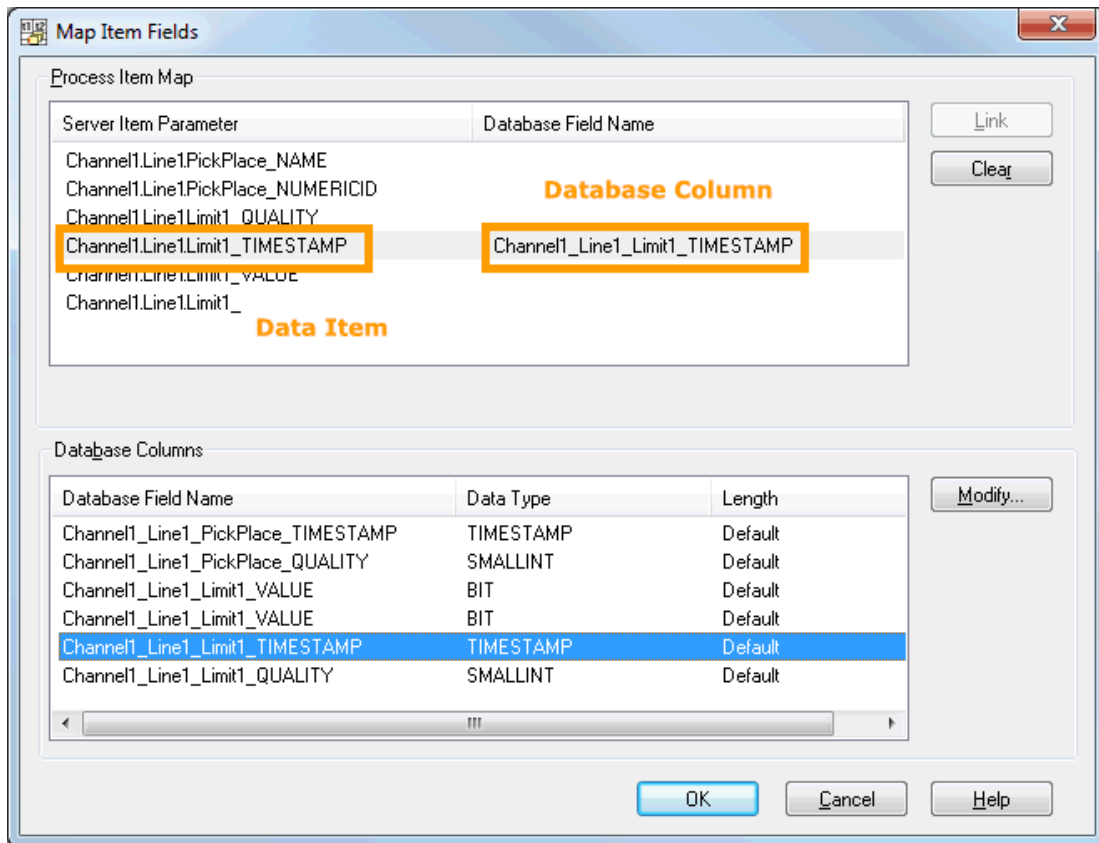 Map Item Fields
Process Item Map
Server Item Parameter Database Field Name
Link
Channel1.Line1.PickPlace_NAME
Clear
Channel1.Line1.PickPlace_NUMERICID
Database Column
Channel1.Line1.Limit1_QUALITY
Channel1.Line1.Limit1_TIMESTAMP Channel1_Line1_Limit1_TIMESTAMP
Channel1.Line1.Limit1_VALUE
Channel1.Line1.Limit1_
Data Item
Database Columns
Database Field Name Data Type Length
Modify...
Channel1_Line1_PickPlace_TIMESTAMP TIMESTAMP Default
Channel1_Line1_PickPlace_QUALITY SMALLINT Default
Channel1_Line1_Limit1_VALUE BIT Default
Channel1_Line1_Limit1_VALUE BIT Default
Channel1_Line1_Limit1_TIMESTAMP TIMESTAMP Default
Channel1_Line1_Limit1_QUALITY SMALLINT Default
OK Cancel Help